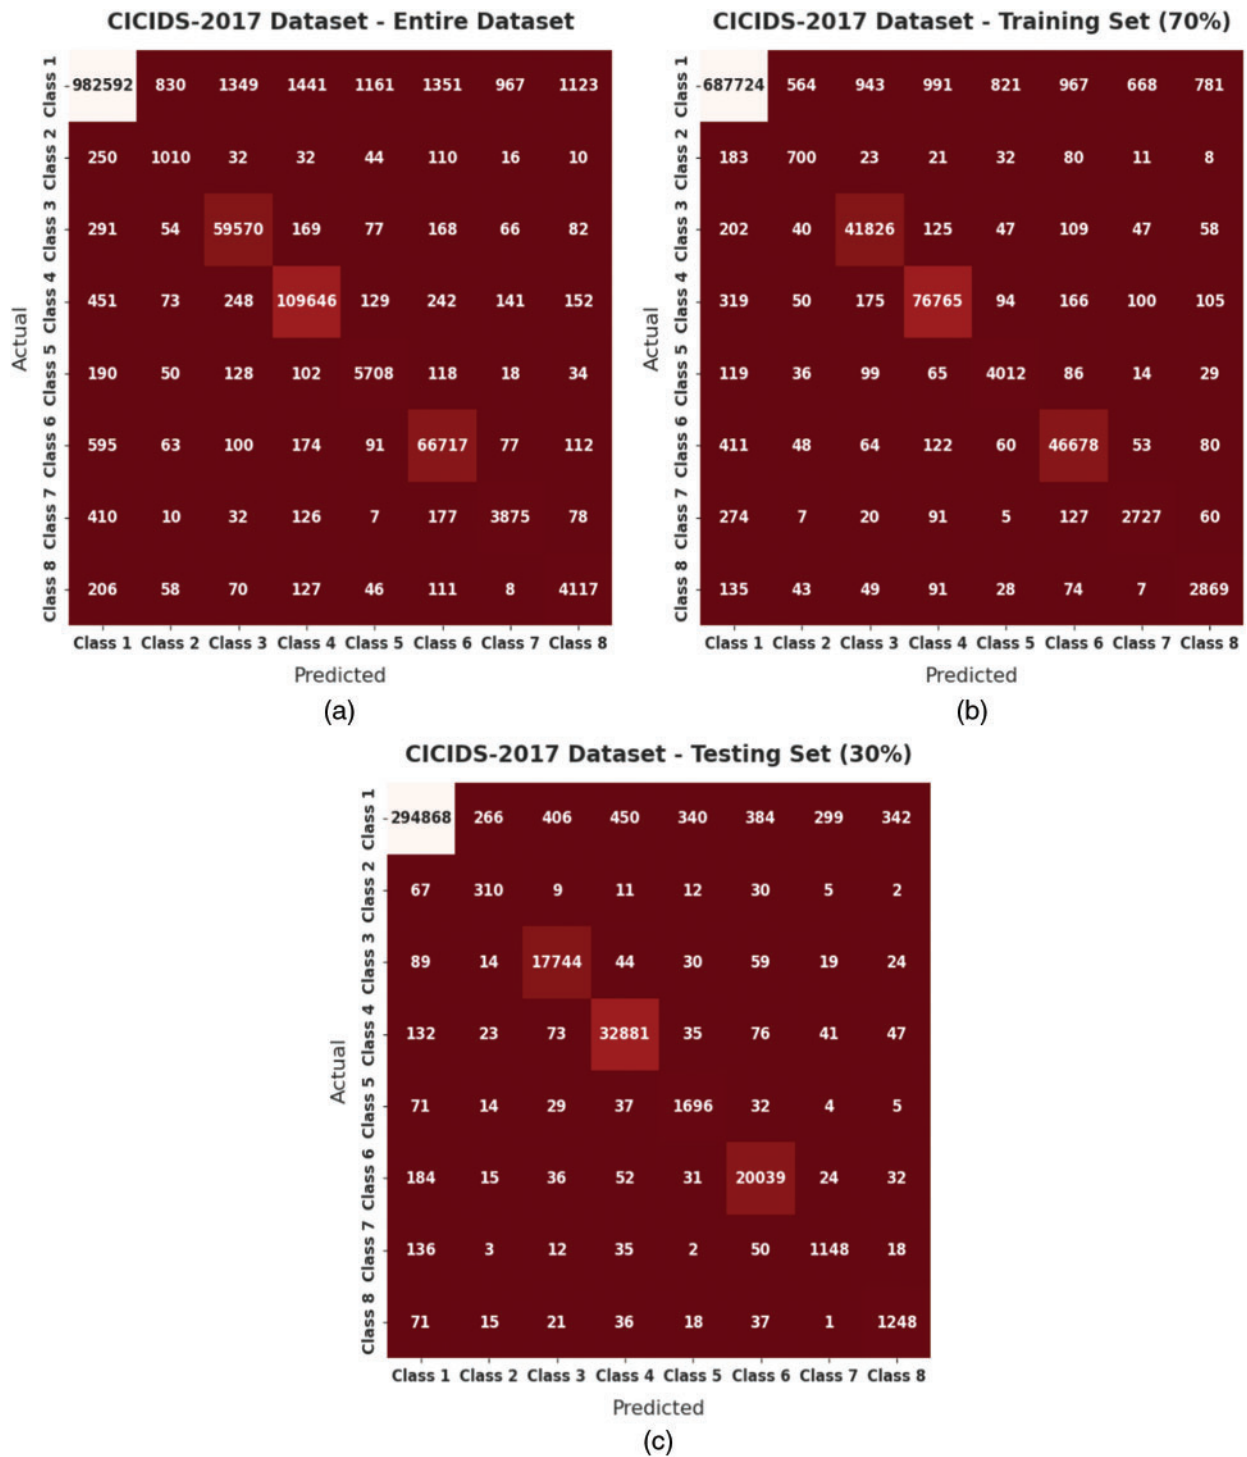 CICIDS-2017 Dataset - Entire Dataset
Class 1 982592 830 1349 1441 1161 1351 967 1123
Class 2 250 1010 32 32 44 110 16 10
Class 3 291 54 59570 169 77 168 66 82
Class 4 451 73 248 109646 129 242 141 152
Class 5 190 50 128 102 5708 118 18 34
Class 6 595 63 100 174 91 66717 77 112
Class 7 410 10 32 126 7 177 3875 78
Class 8 206 58 70 127 46 111 8 4117
Actual
Class 1 Class 2 Class 3 Class 4 Class 5 Class 6 Class 7 Class 8
Predicted
(a)
CICIDS-2017 Dataset - Training Set (70%)
Class 1 687724 564 943 991 821 967 668 781
Class 2 183 700 23 21 32 80 11 8
Class 3 202 40 41826 125 47 109 47 58
Class 4 319 50 175 76765 94 166 100 105
Class 5 119 36 99 65 4012 86 14 29
Class 6 411 48 64 122 60 46678 53 80
Class 7 274 7 20 91 5 127 2727 60
Class 8 135 43 49 91 28 74 7 2869
Actual
Class 1 Class 2 Class 3 Class 4 Class 5 Class 6 Class 7 Class 8
Predicted
(b)
CICIDS-2017 Dataset - Testing Set (30%)
Class 1 294868 266 406 450 340 384 299 342
Class 2 67 310 9 11 12 30 5 2
Class 3 89 14 17744 44 30 59 19 24
Class 4 132 23 73 32881 35 76 41 47
Class 5 71 14 29 37 1696 32 4 5
Class 6 184 15 36 52 31 20039 24 32
Class 7 136 3 12 35 2 50 1148 18
Class 8 71 15 21 36 18 37 1 1248
Actual
Class 1 Class 2 Class 3 Class 4 Class 5 Class 6 Class 7 Class 8
Predicted
(c)